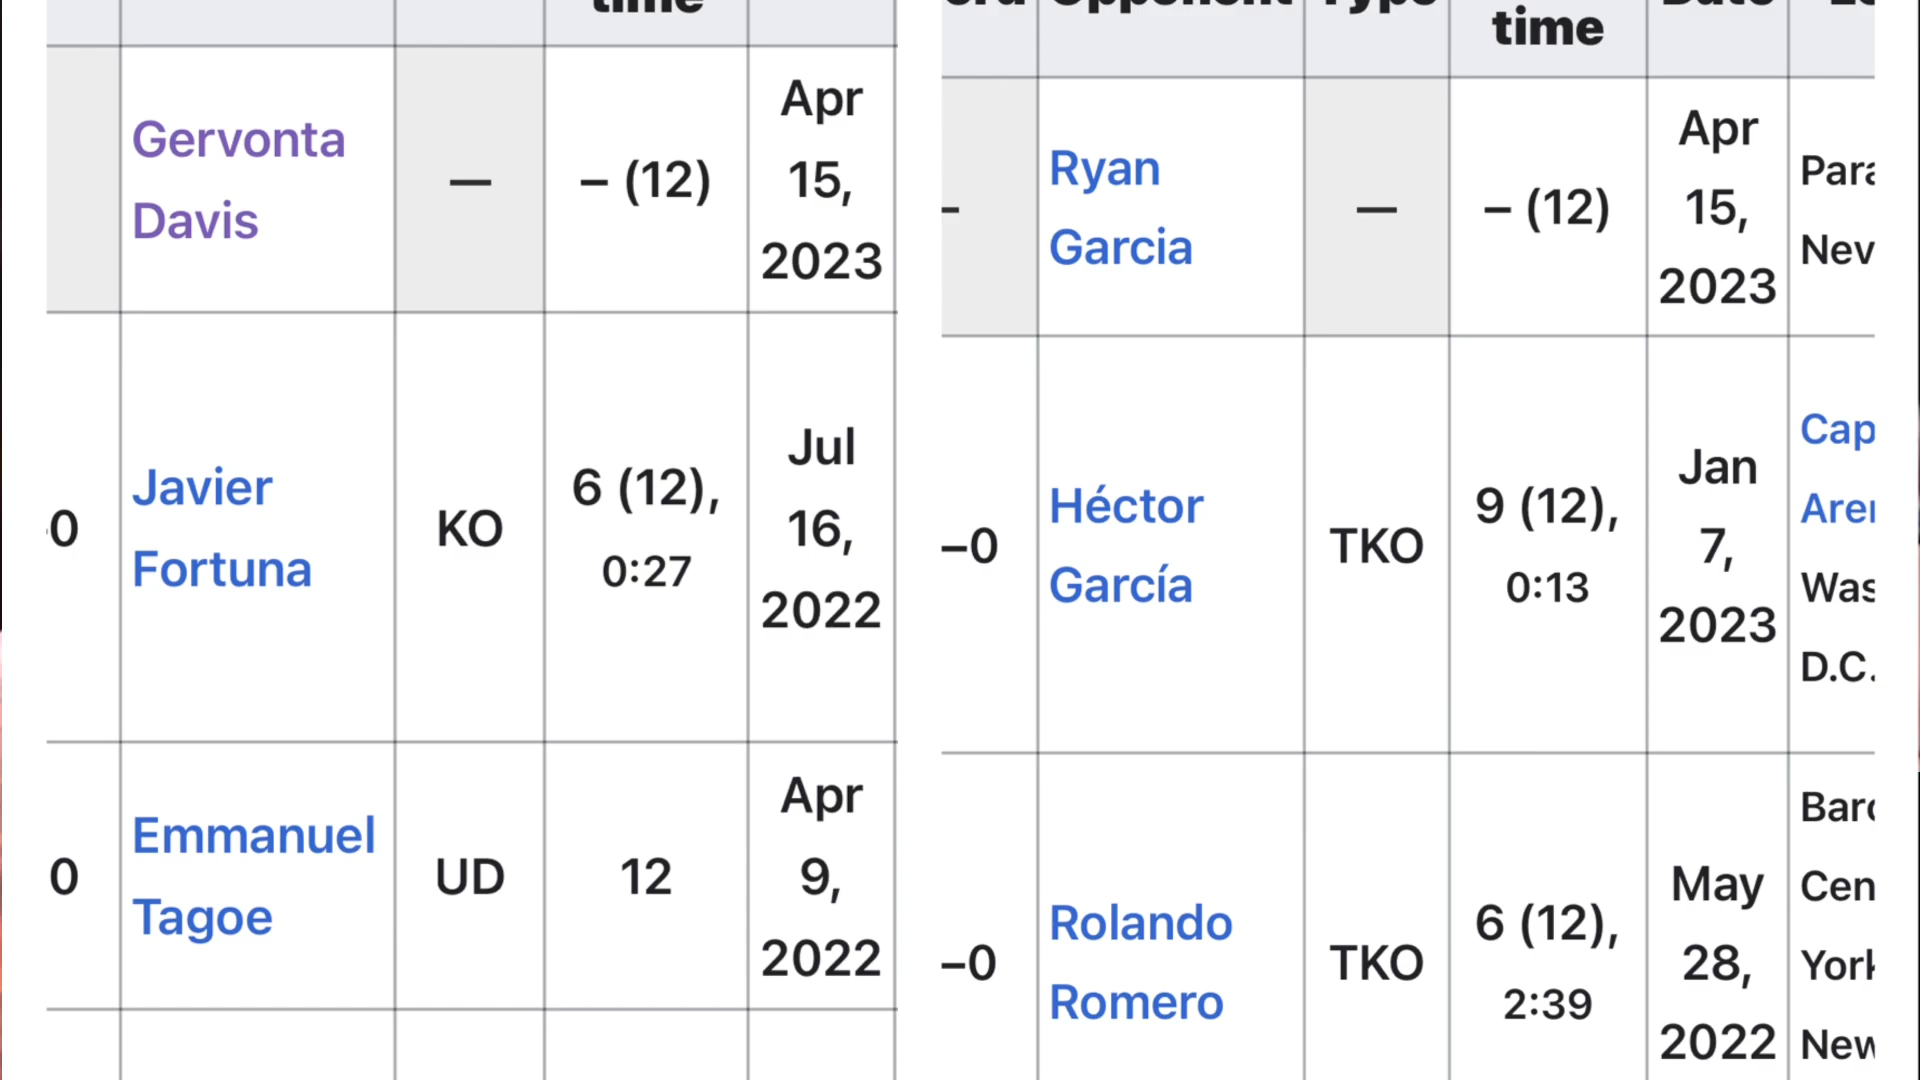 time
Gervonta
Davis
—
– (12)
Apr
15,
2023
0
Javier
Fortuna
KO
6 (12),
0:27
Jul
16,
2022
0
Emmanuel
Tagoe
UD
12
Apr
9,
2022
Opponent
Type
time
Date
–
Ryan
Garcia
—
– (12)
Apr
15,
2023
Para
Nev
–0
Héctor
García
TKO
9 (12),
0:13
Jan
7,
2023
Cap
Are
Was
D.C.
–0
Rolando
Romero
TKO
6 (12),
2:39
May
28,
2022
Barc
Cen
York
New